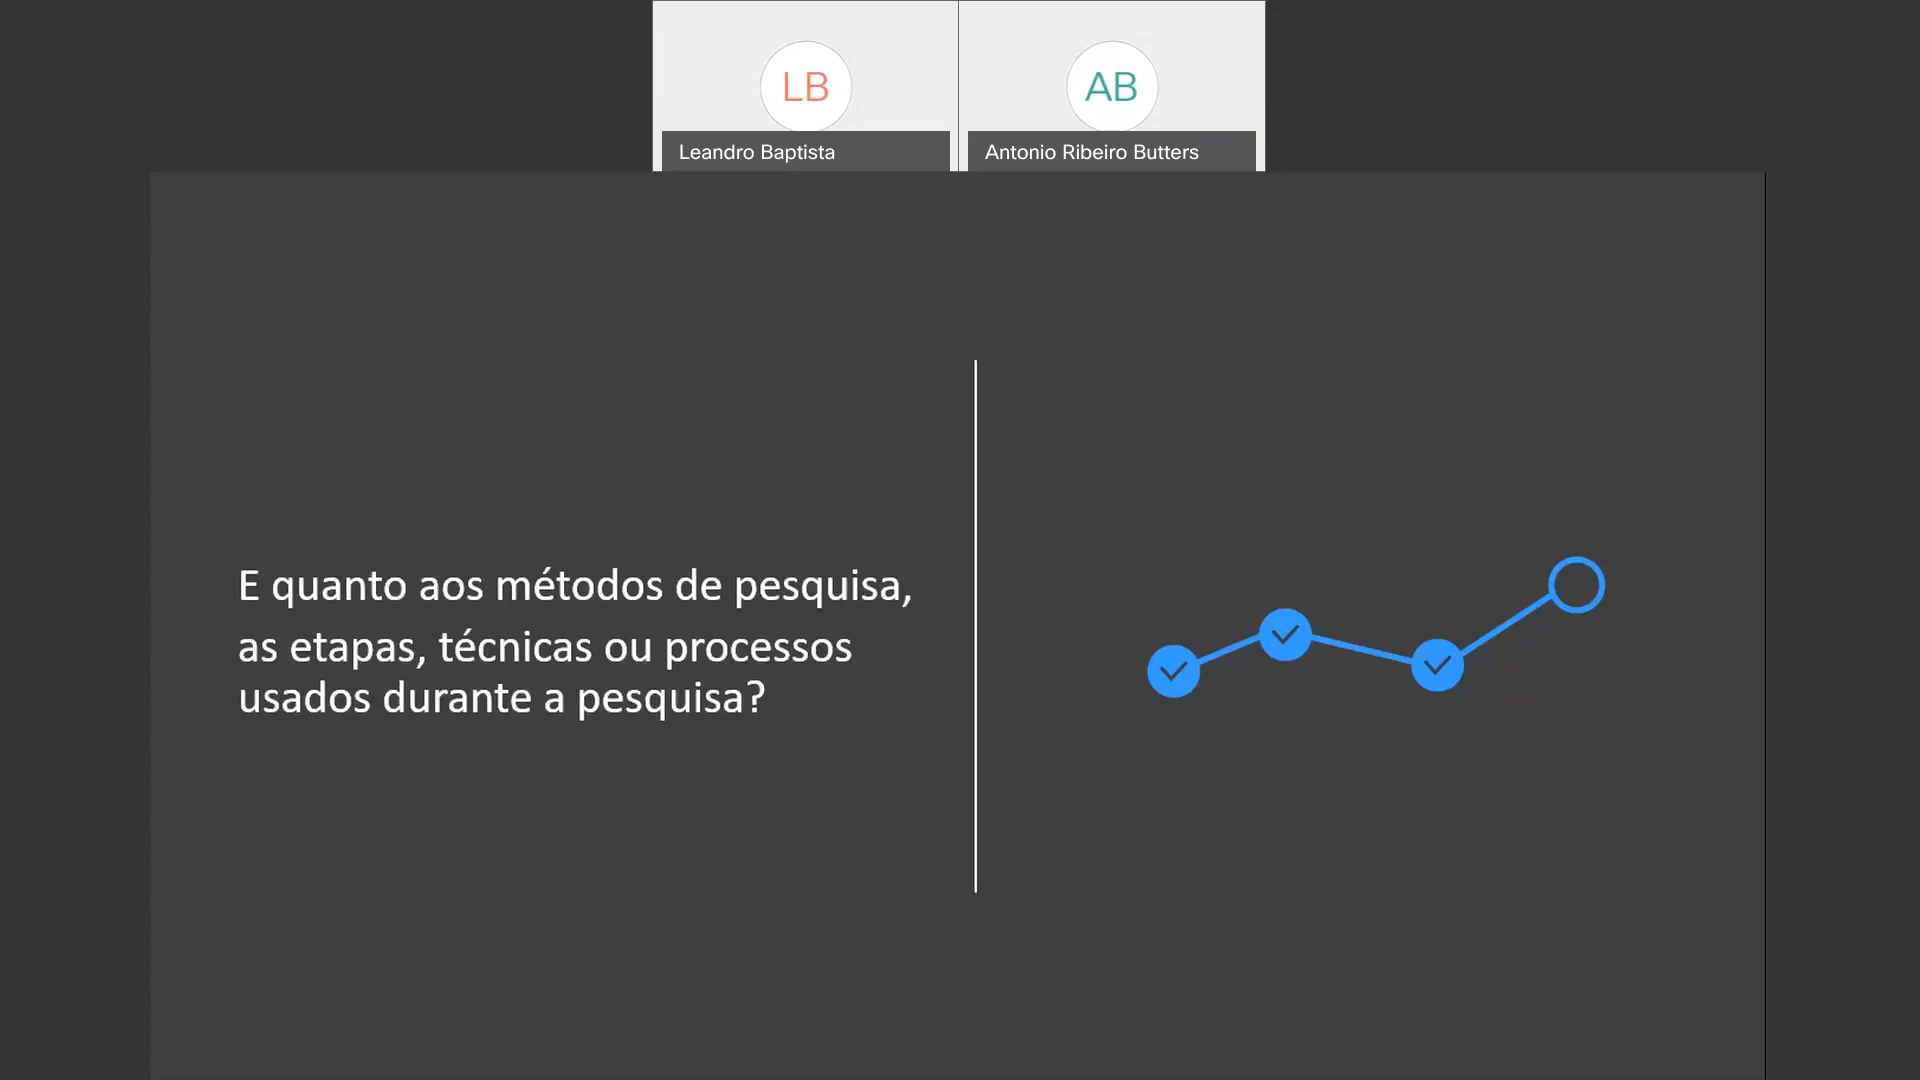 LB
AB
Leandro Baptista
Antonio Ribeiro Butters
E quanto aos métodos de pesquisa,
as etapas, técnicas ou processos
usados durante a pesquisa?